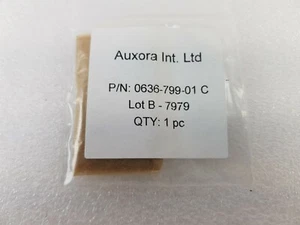 Auxora Int. Ltd
P/N: 0636-799-01 C
Lot B - 7979
QTY: 1 pc